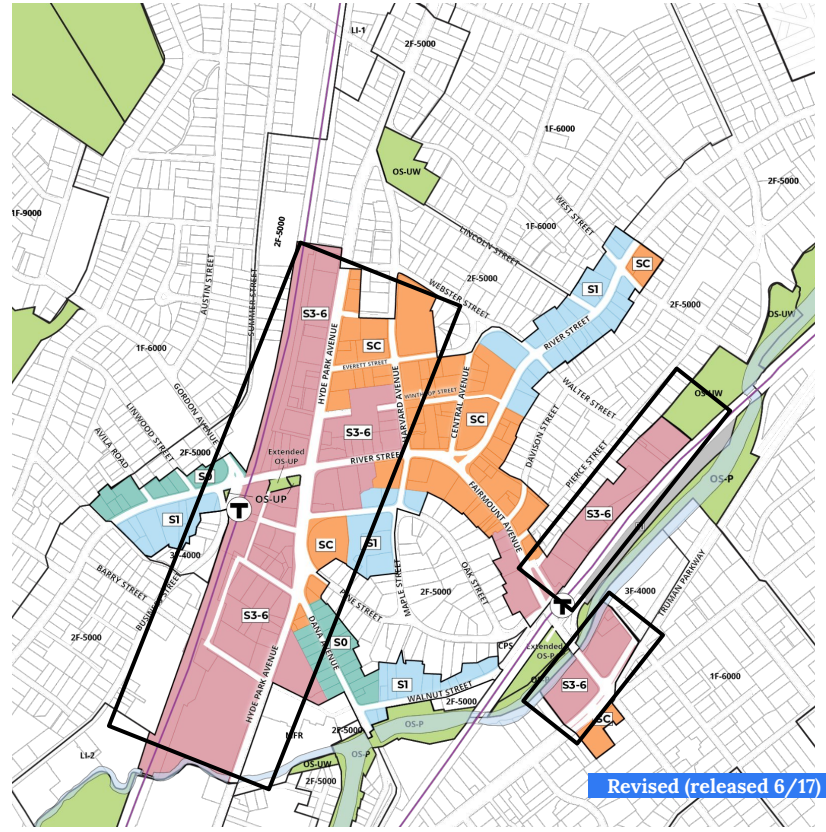 LI-1
2F-5000
1F-6000
OS-UW
2F-5000
1F-9000
2F-5000
WEST STREET
1F-6000
LINCOLN STREET
AUSTIN STREET
SUMMER STREET
2F-5000
WEBSTER STREET
SC
S1
2F-5000
OS-UW
S3-6
RIVER STREET
1F-6000
SC
HYDE PARK AVENUE
EVERETT STREET
WALTER STREET
GORDON AVENUE
HARVARD AVENUE
WINTHROP STREET
CENTRAL AVENUE
OS-UW
LINWOOD STREET
SC
DAVISON STREET
AVILA ROAD
S3-6
2F-5000
Extended
OS-UP
RIVER STREET
PIERCE STREET
S0
OS-UP
OS-P
T
FAIRMOUNT AVENUE
S3-6
S1
SC
S1
3F-4000
BARRY STREET
BUSINESS STREET
MAPLE STREET
OAK STREET
2F-5000
PINE STREET
3F-4000
TRUMAN PARKWAY
T
S3-6
DANA AVENUE
S0
2F-5000
CPS
Extended
OS-P
1F-6000
S1
WALNUT STREET
S3-6
HYDE PARK AVENUE
2F-5000
SC
MFR
2F-5000
OS-P
LI-2
OS-UW
OS-P
2F-5000
Revised (released 6/17)